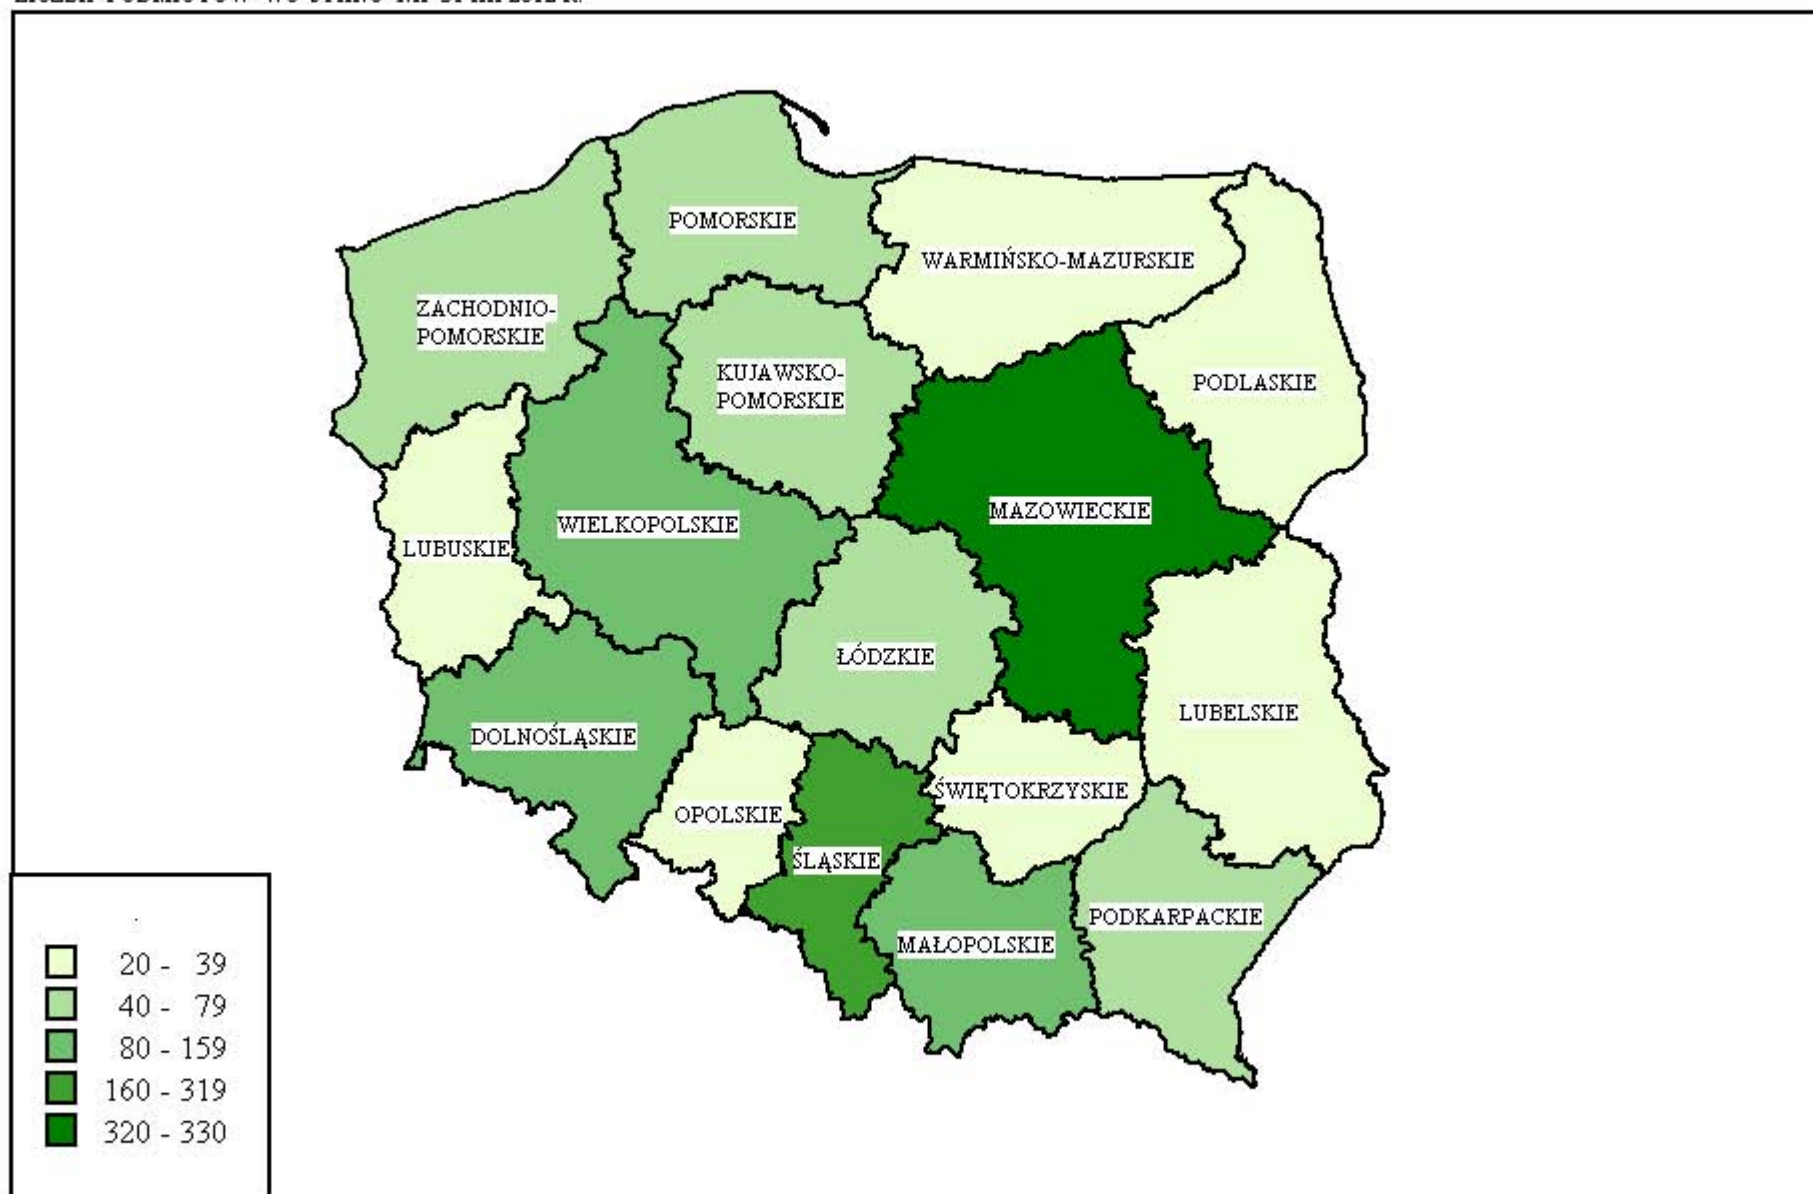 POMORSKIE
WARMIŃSKO-MAZURSKIE
ZACHODNIO-
POMORSKIE
KUJAWSKO-
POMORSKIE
PODLASKIE
MAZOWIECKIE
WIELKOPOLSKIE
LUBUSKIE
ŁÓDZKIE
LUBELSKIE
DOLNOŚLĄSKIE
ŚWIĘTOKRZYSKIE
OPOLSKIE
ŚLĄSKIE
PODKARPACKIE
MAŁOPOLSKIE
20 - 39
40 - 79
80 - 159
160 - 319
320 - 330